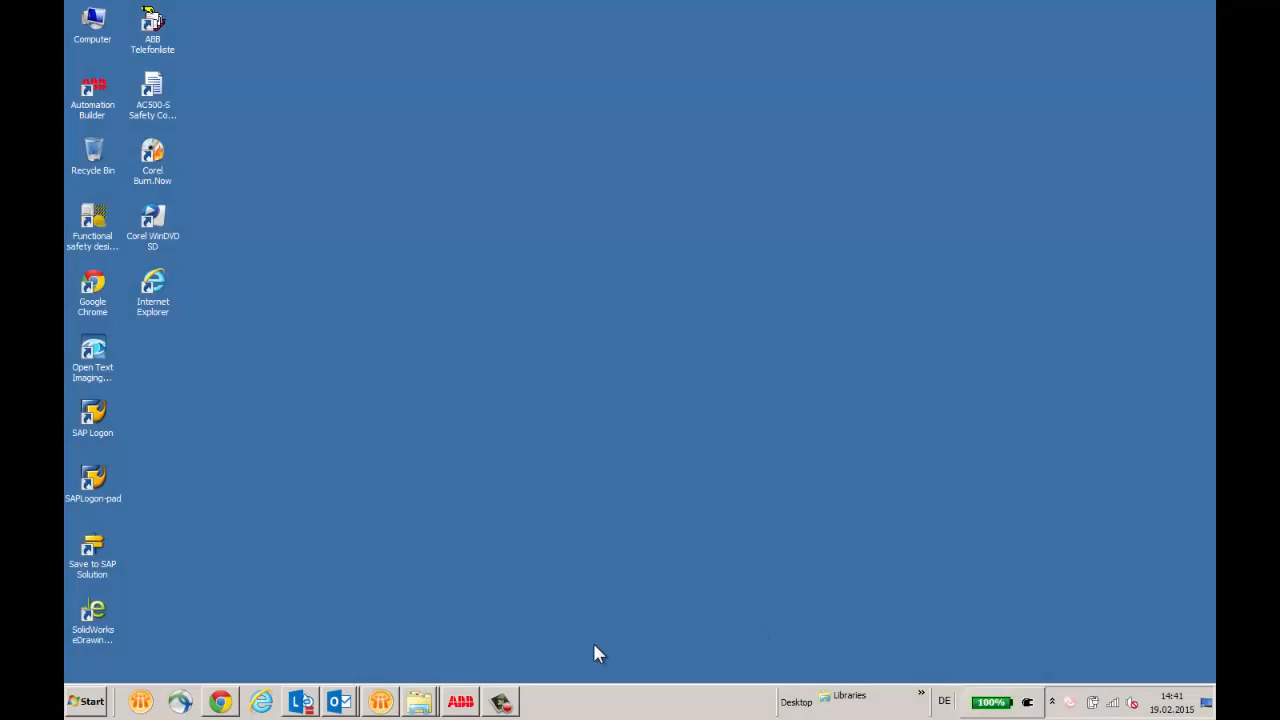 Computer
ABB
Telefonliste
ABB
Automation
Builder
AC500-S
Safety Co...
Recycle Bin
Corel
Burn.Now
Functional
safety desi...
Corel WinDVD
SD
Google
Chrome
Internet
Explorer
Open Text
Imaging...
SAP Logon
SAPLogon-pad
Save to SAP
Solution
SolidWorks
eDrawin...
Start
ABB
Desktop
Libraries
»
DE
100%
14:41
19.02.2015